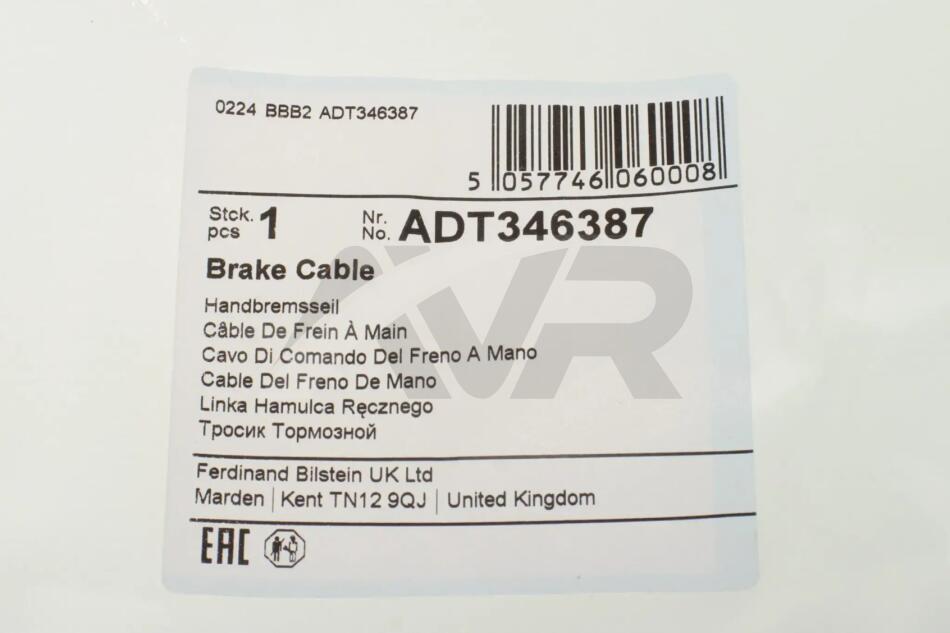 0224 BBB2 ADT346387
5 057746 060008
Stck. 1 Nr. ADT346387
pcs No.
Brake Cable
Handbremsseil
Câble De Frein À Main
Cavo Di Comando Del Freno A Mano
Cable Del Freno De Mano
Linka Hamulca Ręcznego
Тросик Тормозной
Ferdinand Bilstein UK Ltd
Marden | Kent TN12 9QJ | United Kingdom
EAC
VR